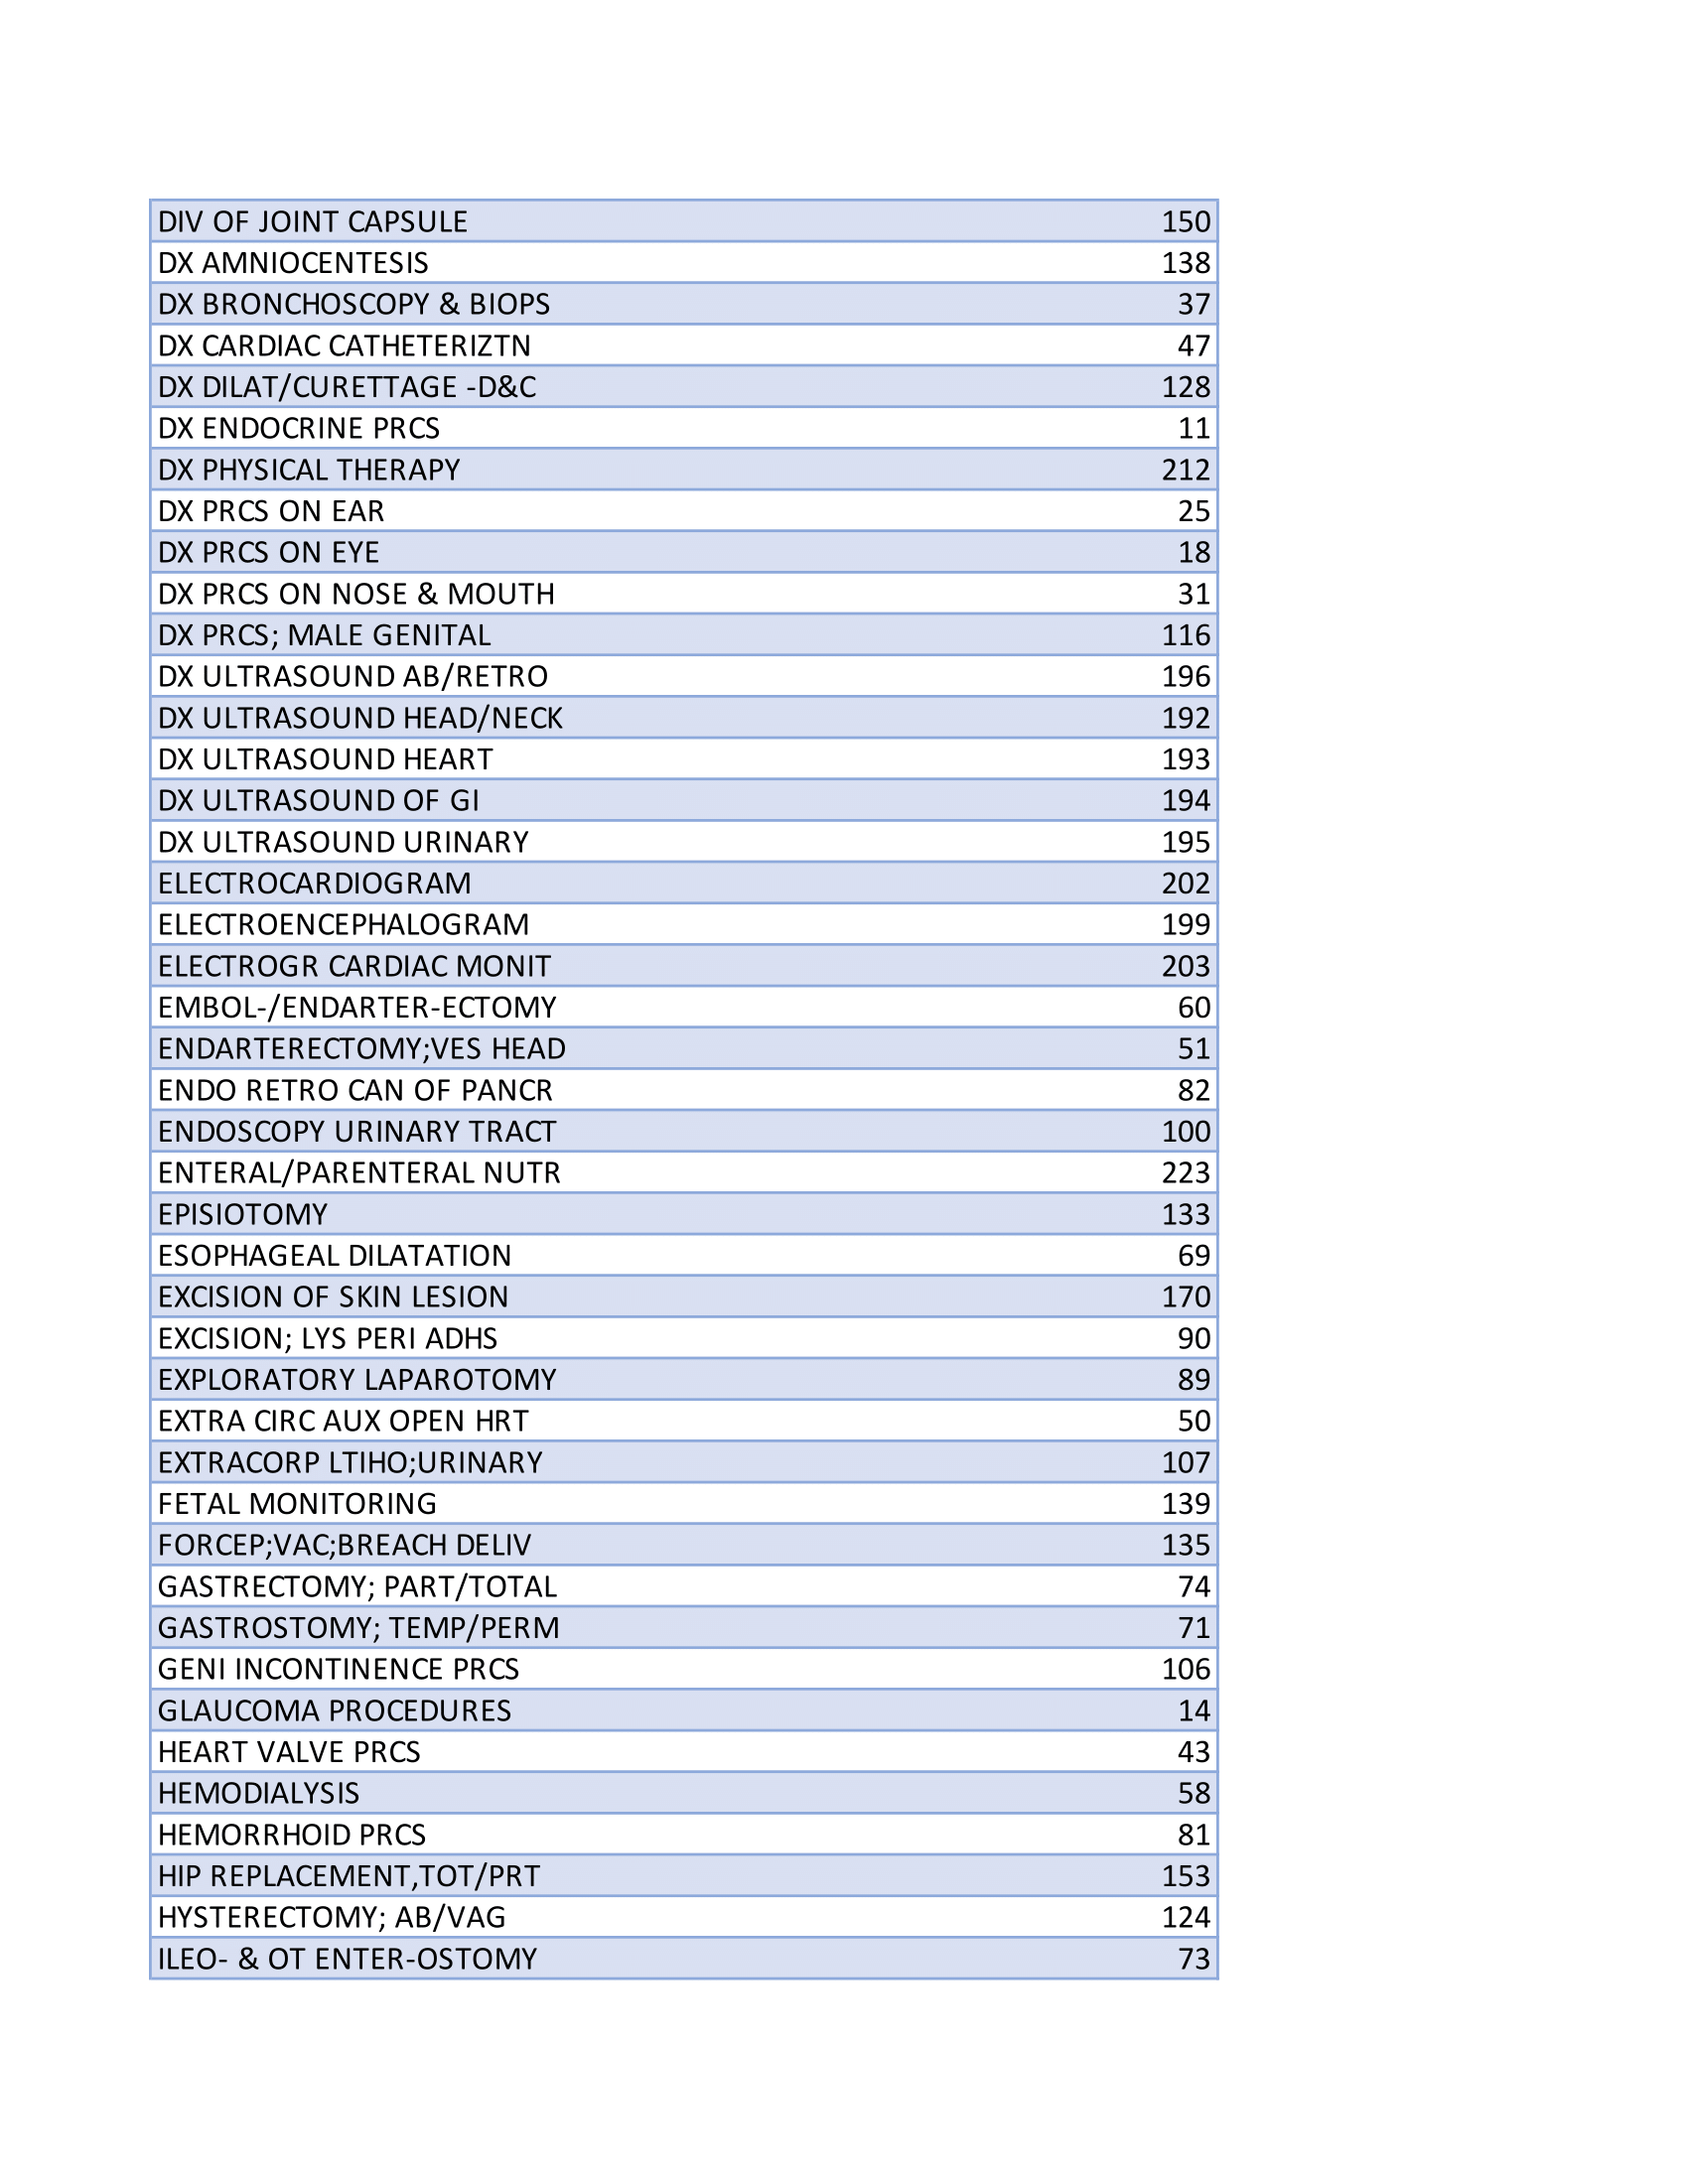 DIV OF JOINT CAPSULE 150
DX AMNIOCENTESIS 138
DX BRONCHOSCOPY & BIOPS 37
DX CARDIAC CATHETERIZTN 47
DX DILAT/CURETTAGE -D&C 128
DX ENDOCRINE PRCS 11
DX PHYSICAL THERAPY 212
DX PRCS ON EAR 25
DX PRCS ON EYE 18
DX PRCS ON NOSE & MOUTH 31
DX PRCS; MALE GENITAL 116
DX ULTRASOUND AB/RETRO 196
DX ULTRASOUND HEAD/NECK 192
DX ULTRASOUND HEART 193
DX ULTRASOUND OF GI 194
DX ULTRASOUND URINARY 195
ELECTROCARDIOGRAM 202
ELECTROENCEPHALOGRAM 199
ELECTROGR CARDIAC MONIT 203
EMBOL-/ENDARTER-ECTOMY 60
ENDARTERECTOMY;VES HEAD 51
ENDO RETRO CAN OF PANCR 82
ENDOSCOPY URINARY TRACT 100
ENTERAL/PARENTERAL NUTR 223
EPISIOTOMY 133
ESOPHAGEAL DILATATION 69
EXCISION OF SKIN LESION 170
EXCISION; LYS PERI ADHS 90
EXPLORATORY LAPAROTOMY 89
EXTRA CIRC AUX OPEN HRT 50
EXTRACORP LTIHO;URINARY 107
FETAL MONITORING 139
FORCEP;VAC;BREACH DELIV 135
GASTRECTOMY; PART/TOTAL 74
GASTROSTOMY; TEMP/PERM 71
GENI INCONTINENCE PRCS 106
GLAUCOMA PROCEDURES 14
HEART VALVE PRCS 43
HEMODIALYSIS 58
HEMORRHOID PRCS 81
HIP REPLACEMENT,TOT/PRT 153
HYSTERECTOMY; AB/VAG 124
ILEO- & OT ENTER-OSTOMY 73